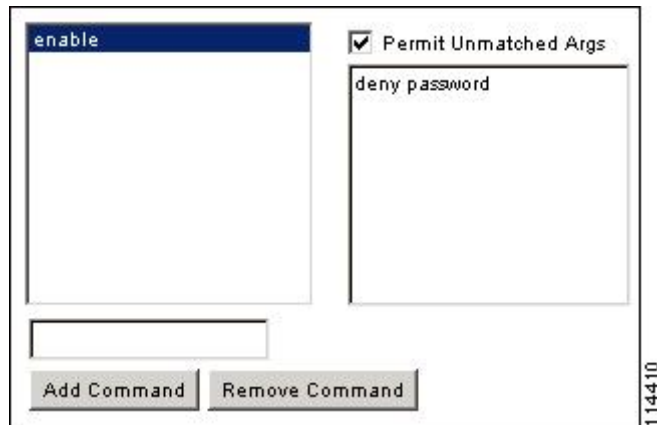 enable
Permit Unmatched Args
deny password
Add Command
Remove Command
114410